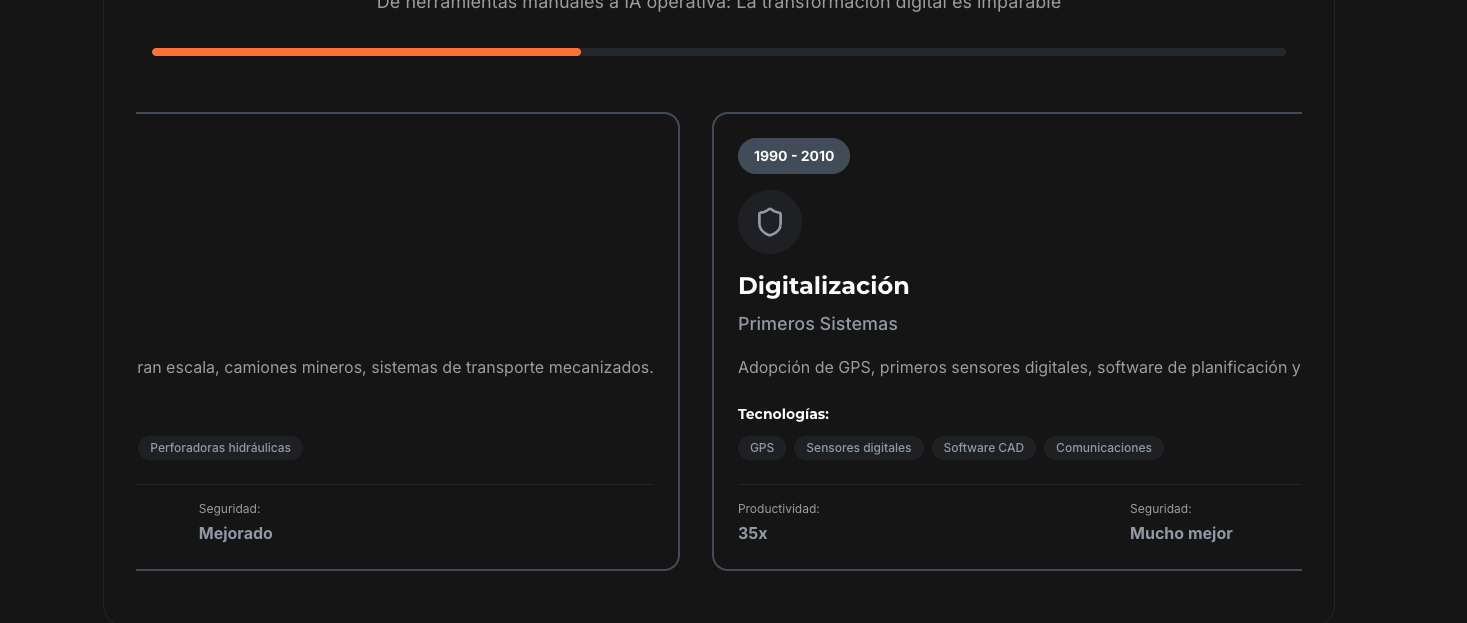 De herramientas manuales a IA operativa: La transformación digital es imparable
ran escala, camiones mineros, sistemas de transporte mecanizados.
Perforadoras hidráulicas
Seguridad:
Mejorado
1990 - 2010
Digitalización
Primeros Sistemas
Adopción de GPS, primeros sensores digitales, software de planificación y
Tecnologías:
GPS Sensores digitales Software CAD Comunicaciones
Productividad: Seguridad:
35x Mucho mejor